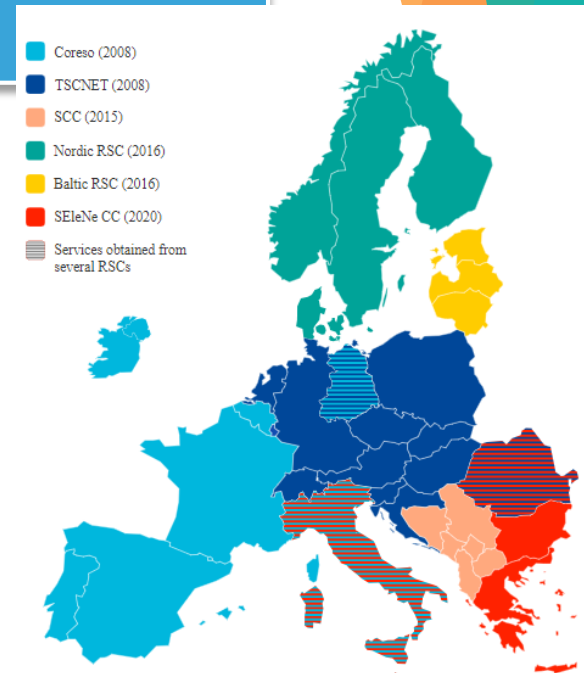 Coreso (2008)
TSCNET (2008)
SCC (2015)
Nordic RSC (2016)
Baltic RSC (2016)
SEleNe CC (2020)
Services obtained from
several RSCs